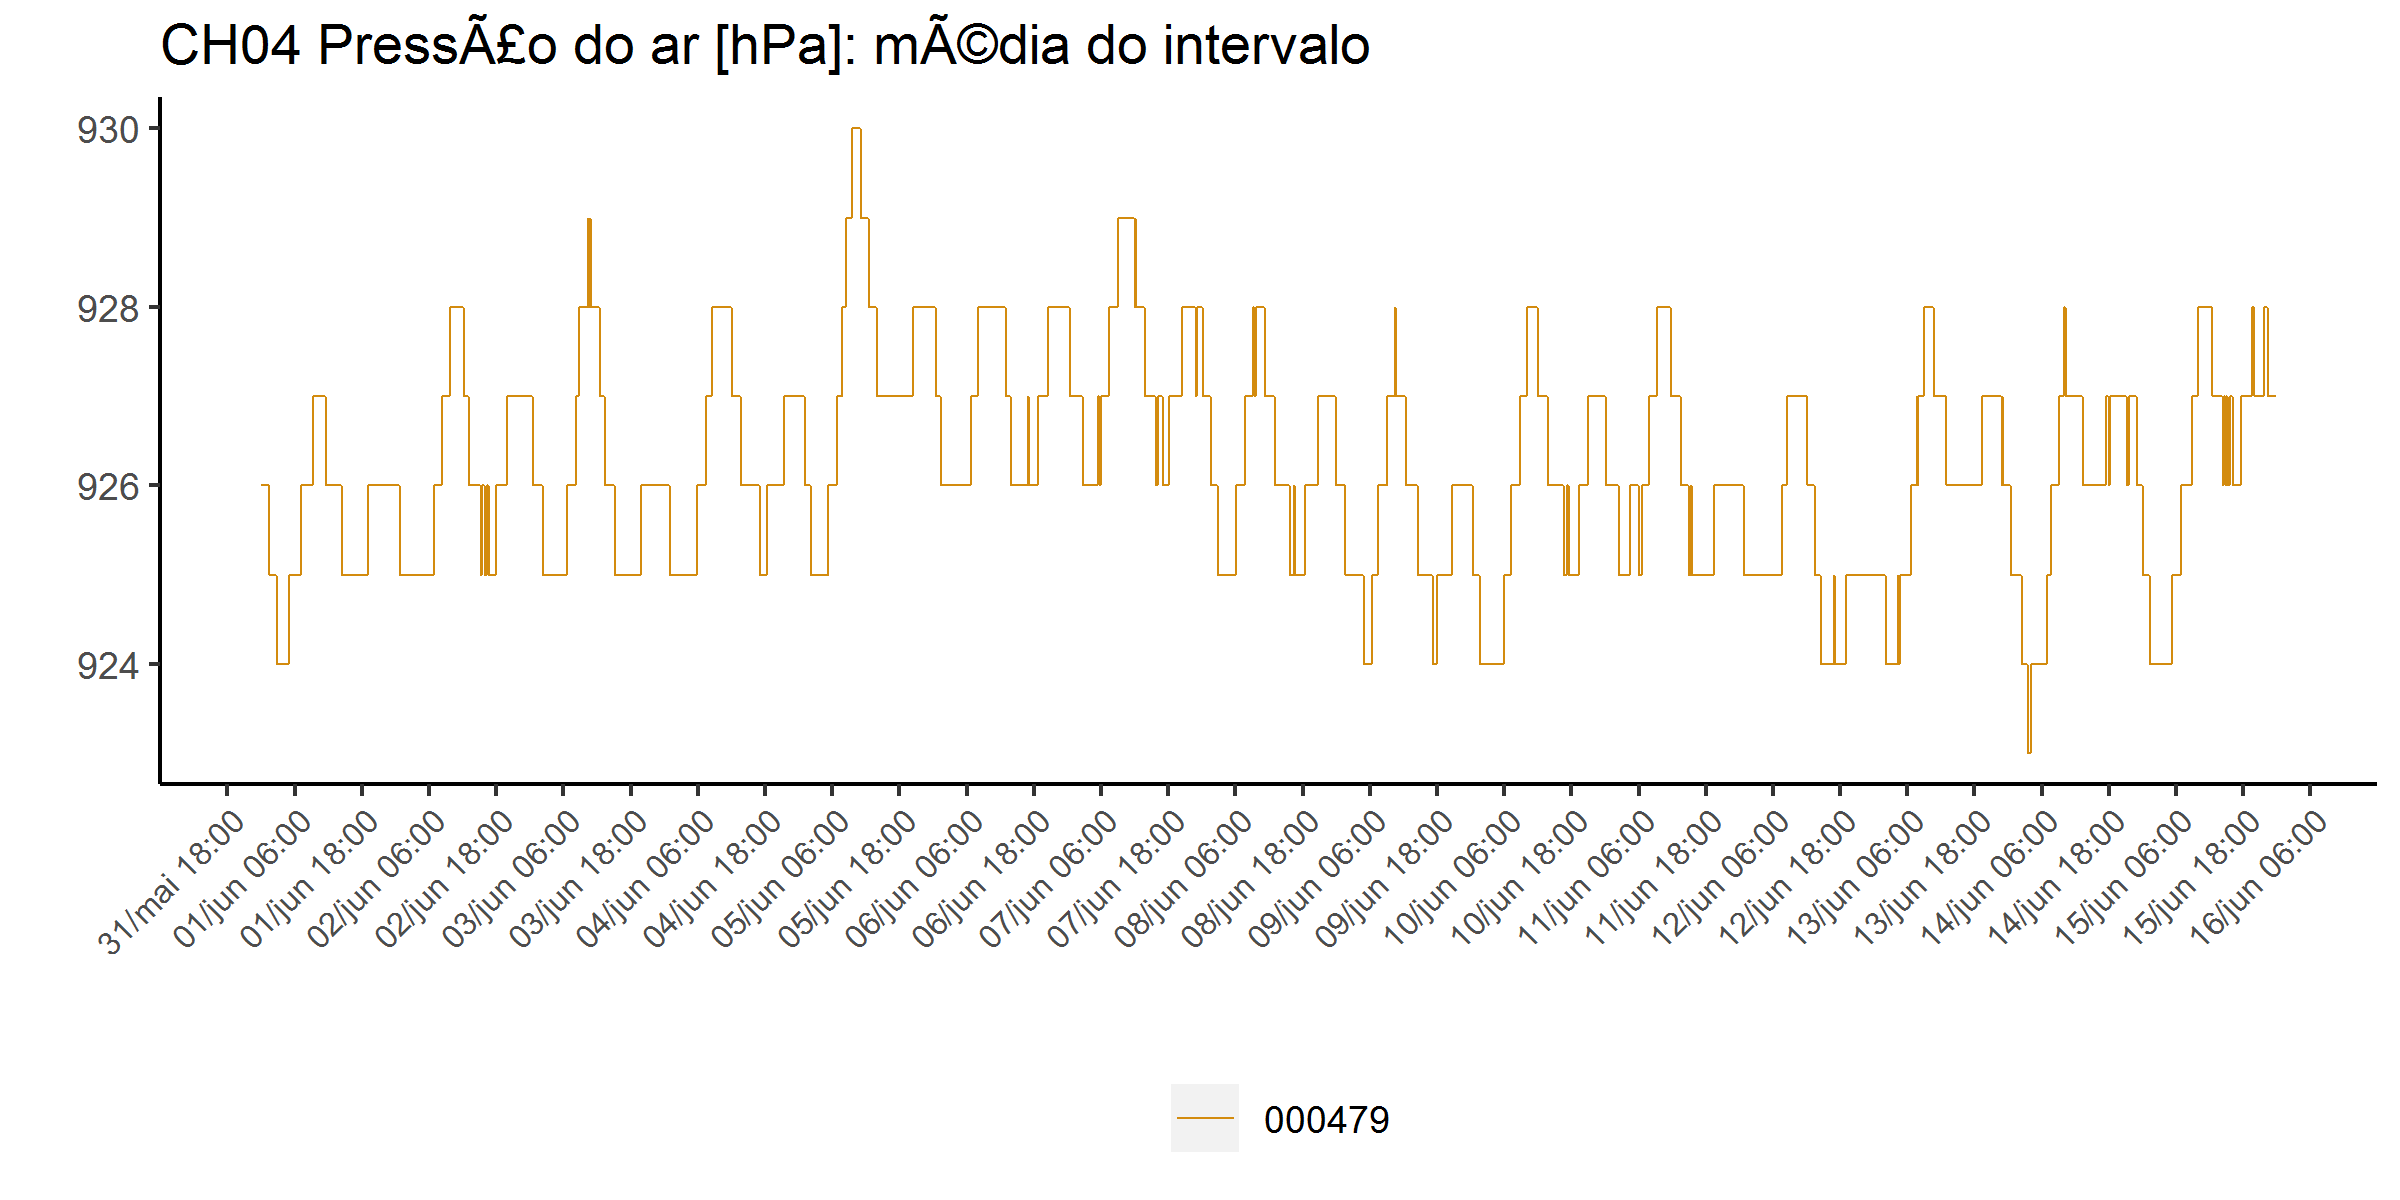 CH04 PressÃ£o do ar [hPa]: mÃ©dia do intervalo
930
928
926
924
31/mai 18:00
01/jun 06:00
01/jun 18:00
02/jun 06:00
02/jun 18:00
03/jun 06:00
03/jun 18:00
04/jun 06:00
04/jun 18:00
05/jun 06:00
05/jun 18:00
06/jun 06:00
06/jun 18:00
07/jun 06:00
07/jun 18:00
08/jun 06:00
08/jun 18:00
09/jun 06:00
09/jun 18:00
10/jun 06:00
10/jun 18:00
11/jun 06:00
11/jun 18:00
12/jun 06:00
12/jun 18:00
13/jun 06:00
13/jun 18:00
14/jun 06:00
14/jun 18:00
15/jun 06:00
15/jun 18:00
16/jun 06:00
000479